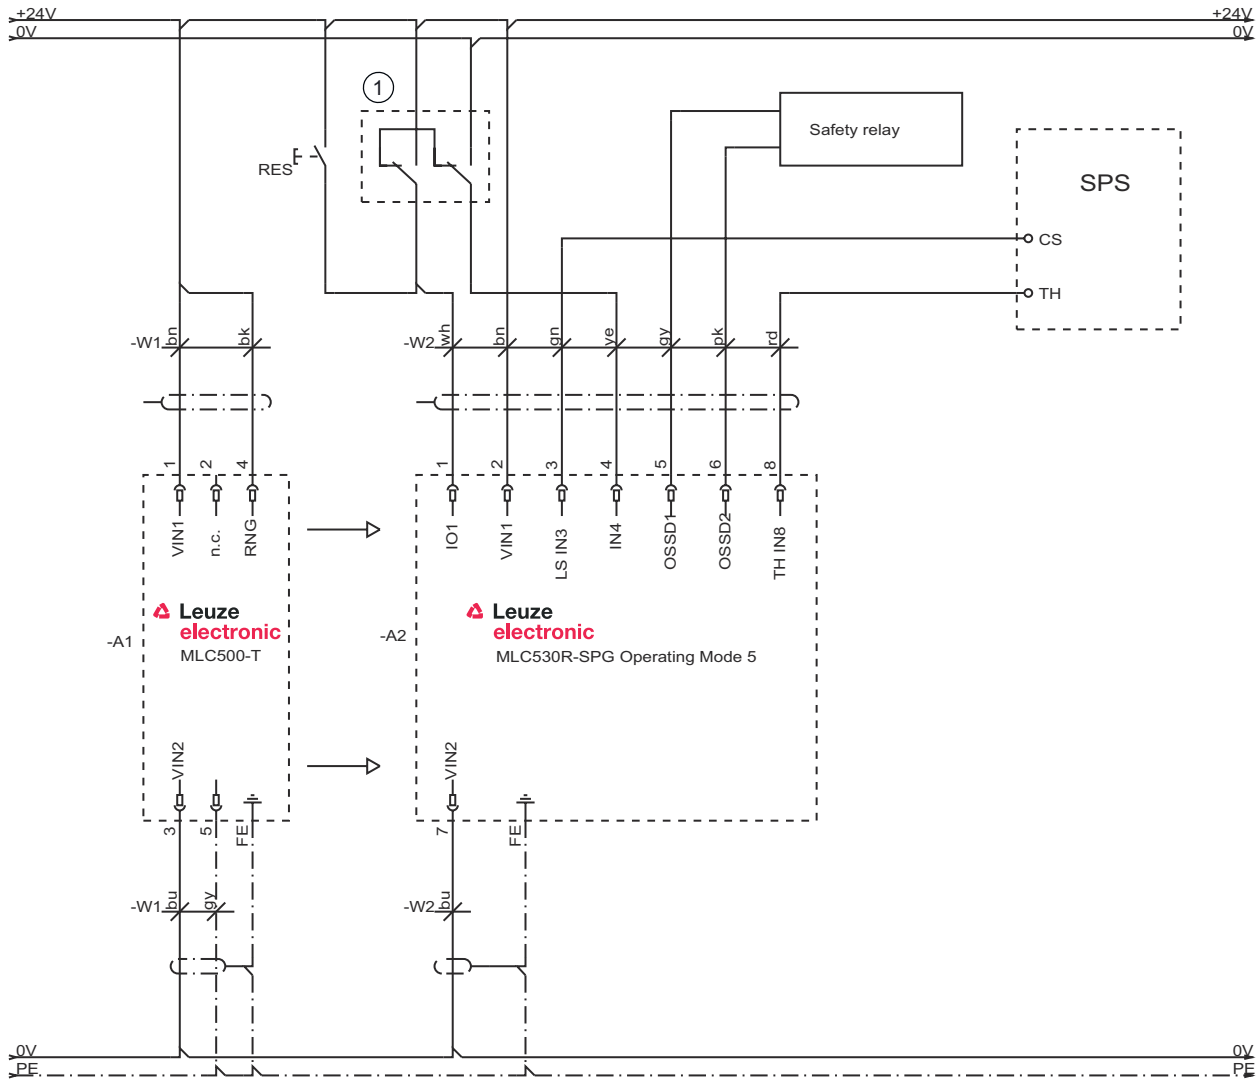 +24V +24V
0V 0V
1
Safety relay
RES
SPS
CS
TH
-W1 bn bk -W2 wh bn gn ye gy pk rd
1 2 4 1 2 3 4 5 6 8
VIN1 n.c. RNG IO1 VIN1 LS IN3 IN4 OSSD1 OSSD2 TH IN8
Leuze
electronic
-A1
MLC500-T
Leuze
electronic
-A2
MLC530R-SPG Operating Mode 5
VIN2 VIN2
3 5 FE 7 FE
-W1 bu gy -W2 bu
0V 0V
PE PE